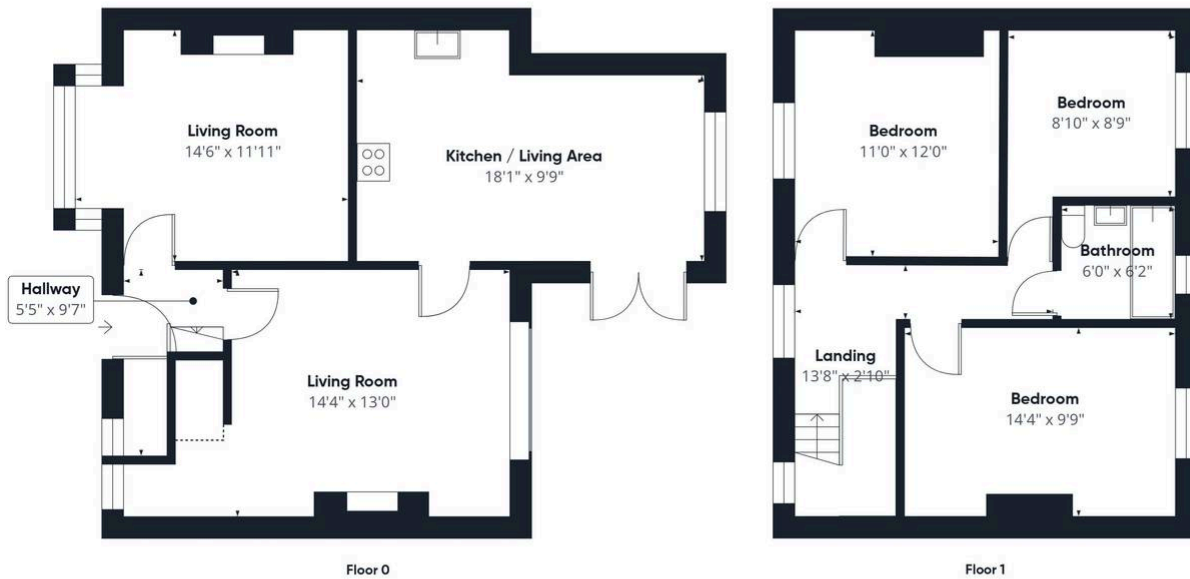 Living Room
14'6" x 11'11"
Kitchen / Living Area
18'1" x 9'9"
Hallway
5'5" x 9'7"
Living Room
14'4" x 13'0"
Floor 0
Bedroom
11'0" x 12'0"
Bedroom
8'10" x 8'9"
Bathroom
6'0" x 6'2"
Landing
13'8" x 2'10"
Bedroom
14'4" x 9'9"
Floor 1